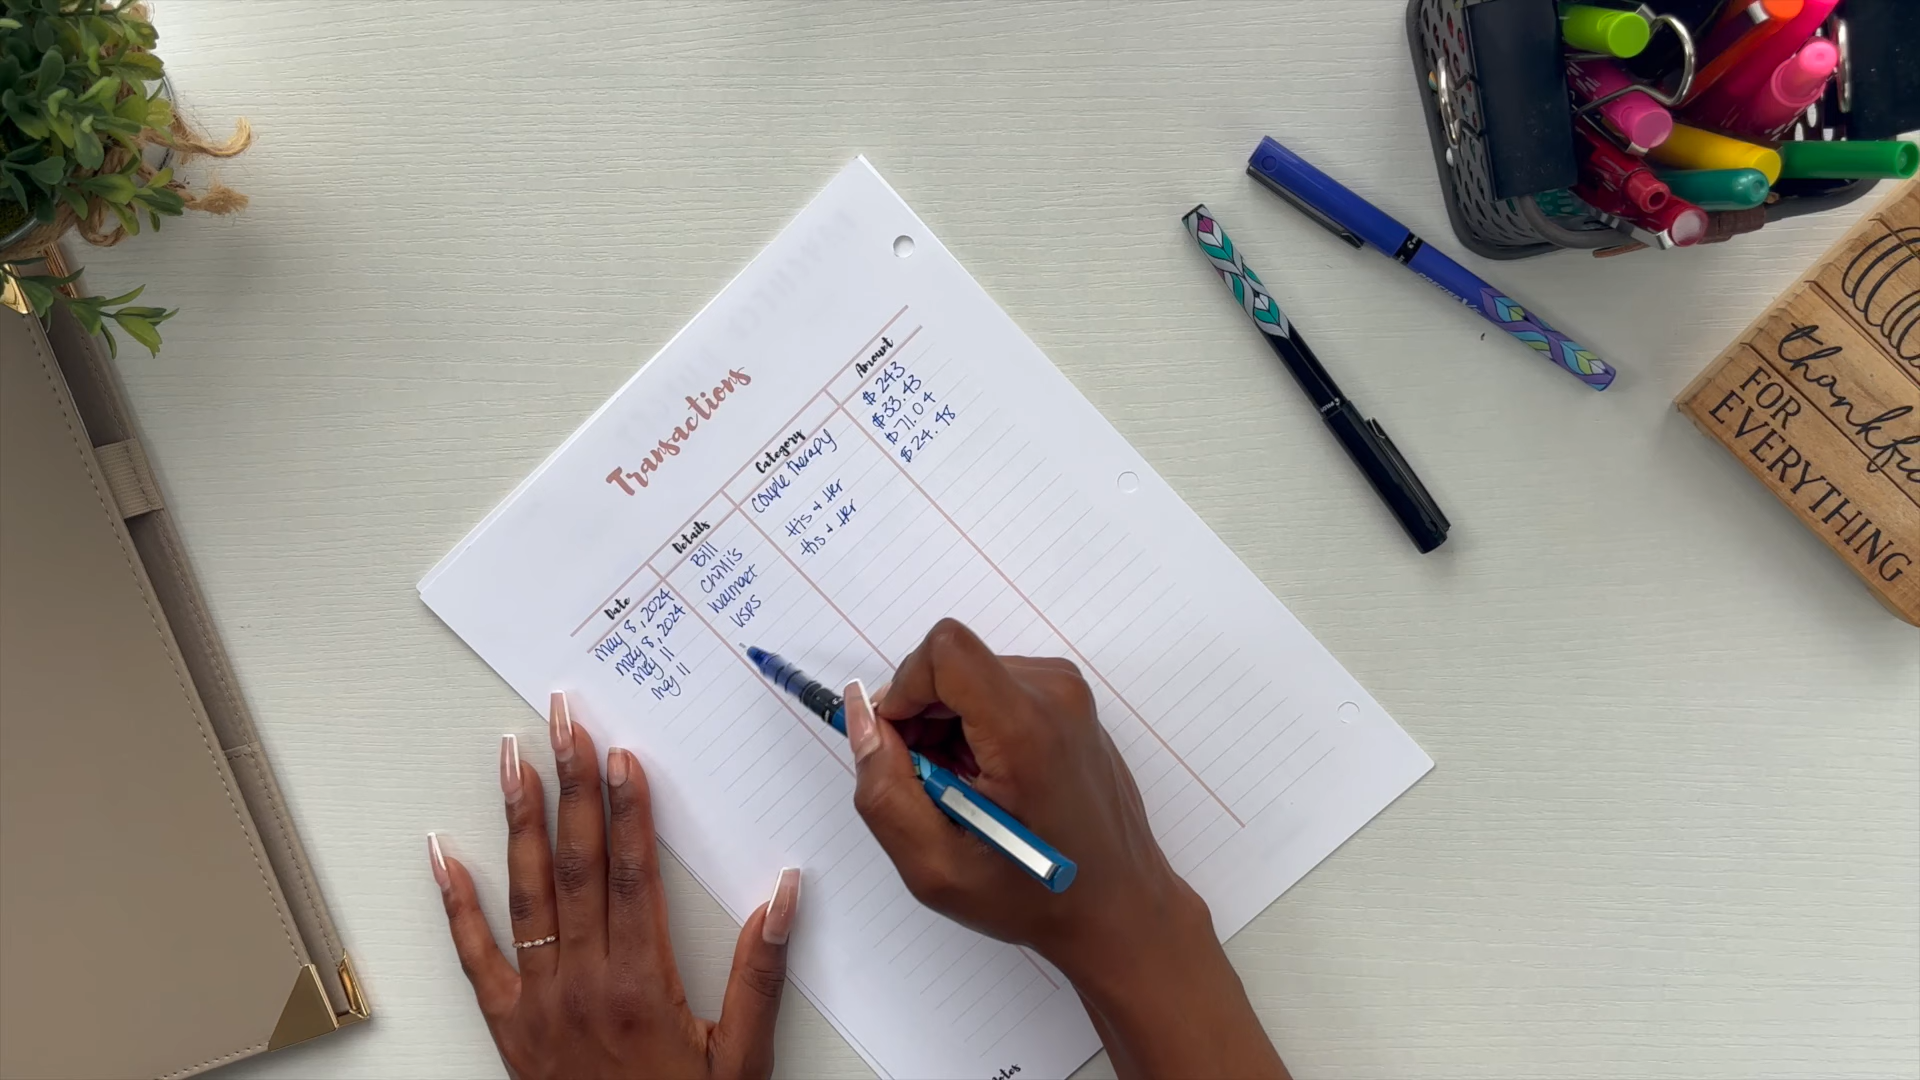 Transactions
Date Details Category Amount
May 8, 2024 Bill Couple therapy $243
May 8, 2024 Chilli's $33.43
May 11 Walmart His & Her $71.04
May 11 USPS His & Her $24.48
thankful
FOR
EVERYTHING